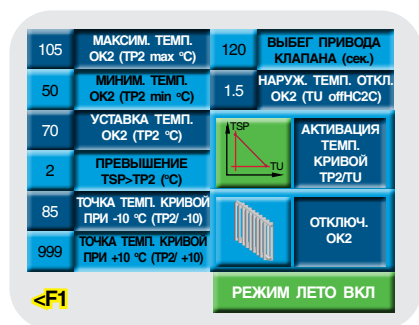 105
МАКСИМ. ТЕМП.
ОК2 (TP2 max °C)
50
МИНИМ. ТЕМП.
ОК2 (TP2 min °C)
70
УСТАВКА ТЕМП.
ОК2 (TP2 °C)
2
ПРЕВЫШЕНИЕ
TSP>TP2 (°C)
85
ТОЧКА ТЕМП. КРИВОЙ
ПРИ -10 °C (TP2/ -10)
999
ТОЧКА ТЕМП. КРИВОЙ
ПРИ +10 °C (TP2/ +10)
120
ВЫБЕГ ПРИВОДА
КЛАПАНА (сек.)
1.5
НАРУЖ. ТЕМП. ОТКЛ.
ОК2 (TU offHC2C)
TSP
TU
АКТИВАЦИЯ
ТЕМП.
КРИВОЙ
TP2/TU
ОТКЛЮЧ.
ОК2
<F1
РЕЖИМ ЛЕТО ВКЛ